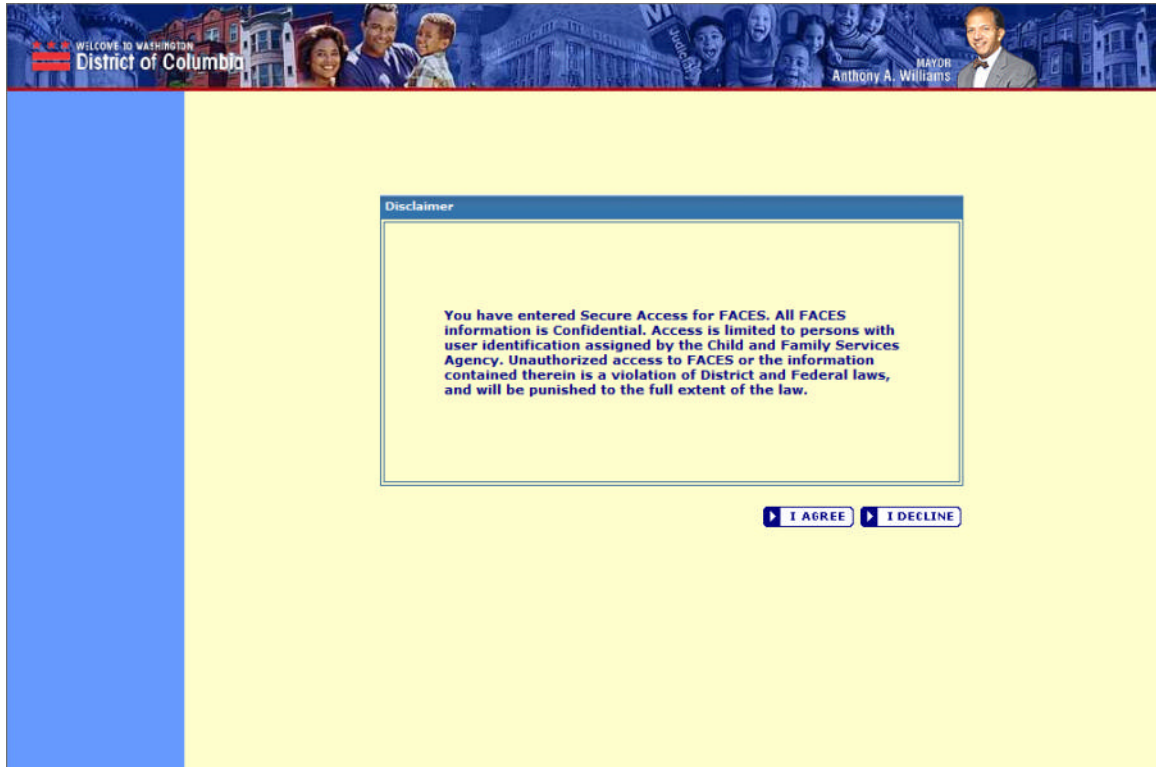 WELCOME TO WASHINGTON
District of Columbia
Judiciary
MAYOR
Anthony A. Williams
Disclaimer
You have entered Secure Access for FACES. All FACES
information is Confidential. Access is limited to persons with
user identification assigned by the Child and Family Services
Agency. Unauthorized access to FACES or the information
contained therein is a violation of District and Federal laws,
and will be punished to the full extent of the law.
I AGREE
I DECLINE